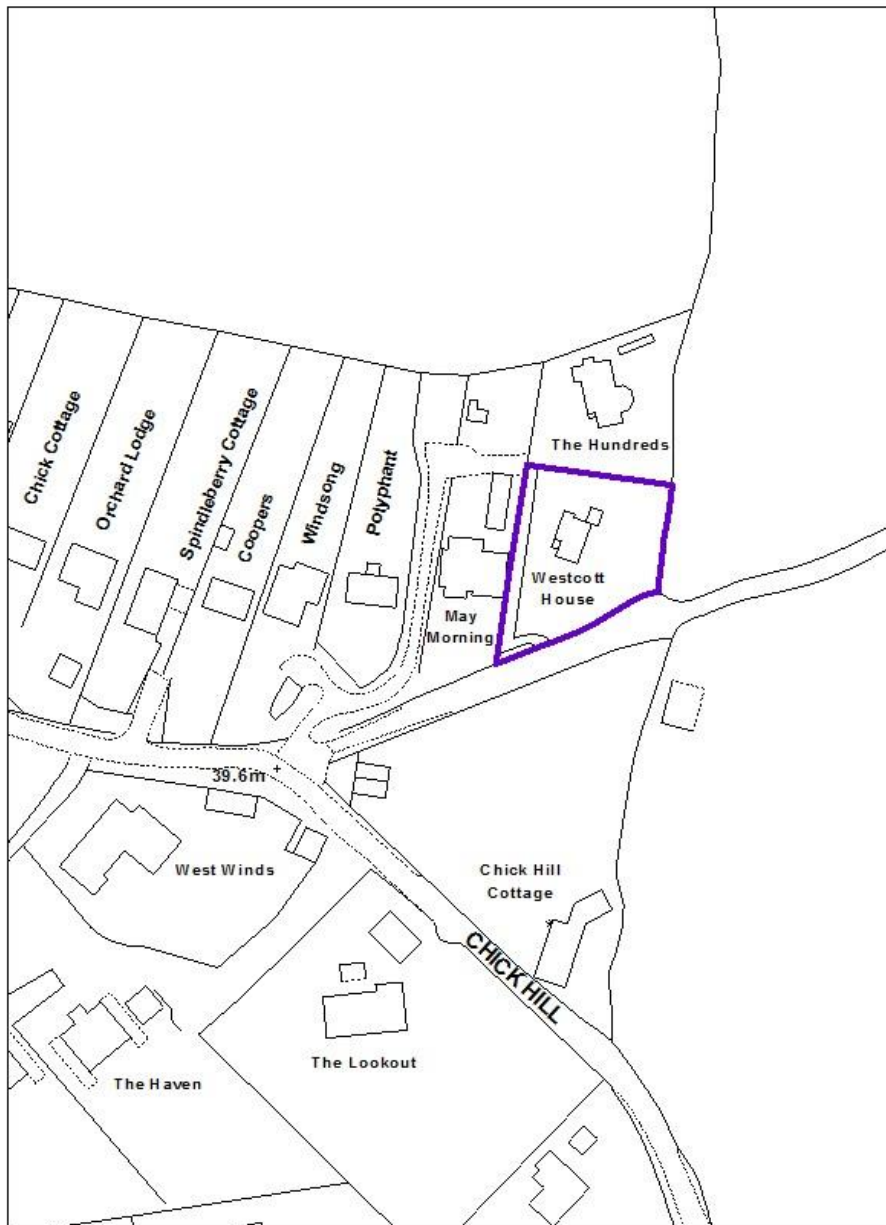 Chick Cottage
Orchard Lodge
Spindleberry Cottage
Coopers
Windsong
Polyphant
The Hundreds
Westcott
House
May
Morning
39.6m
West Winds
Chick Hill
Cottage
CHICK HILL
The Lookout
The Haven